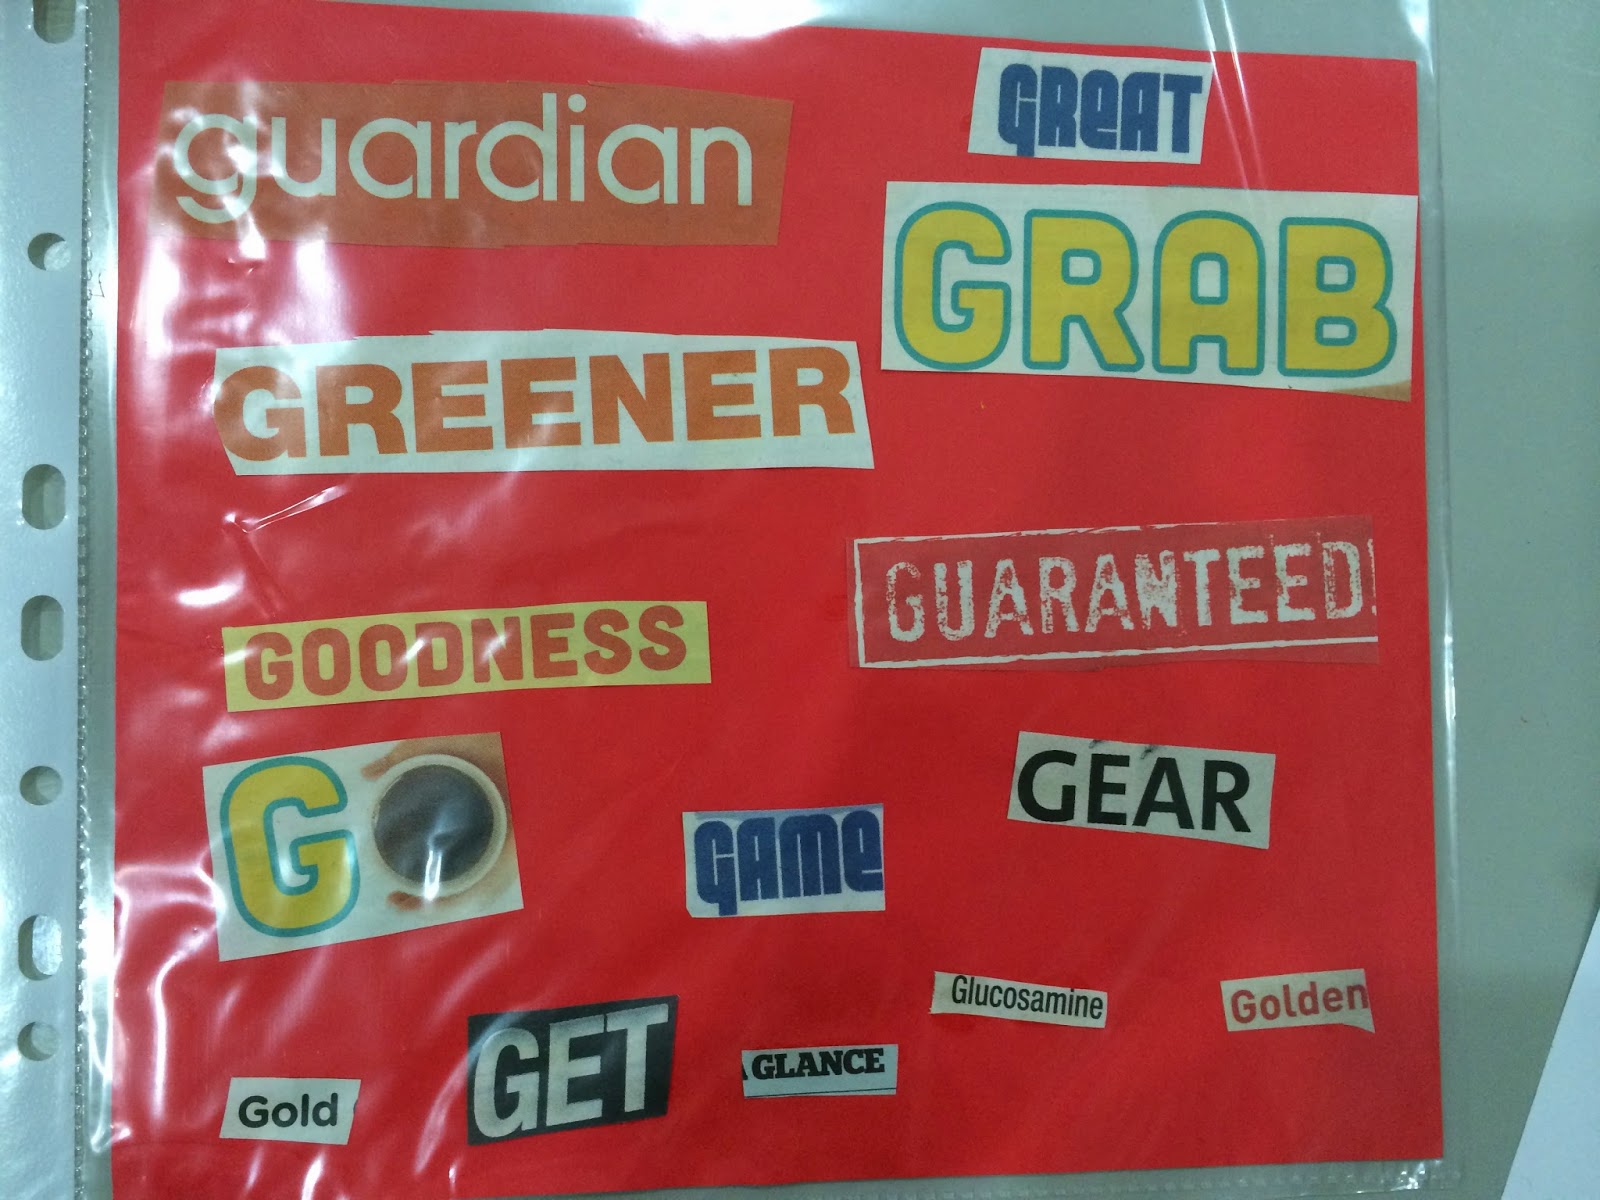 guardian
GREAT
GRAB
GREENER
GUARANTEED!
GOODNESS
GO
GAME
GEAR
Glucosamine
Golden
Gold
GET
GLANCE